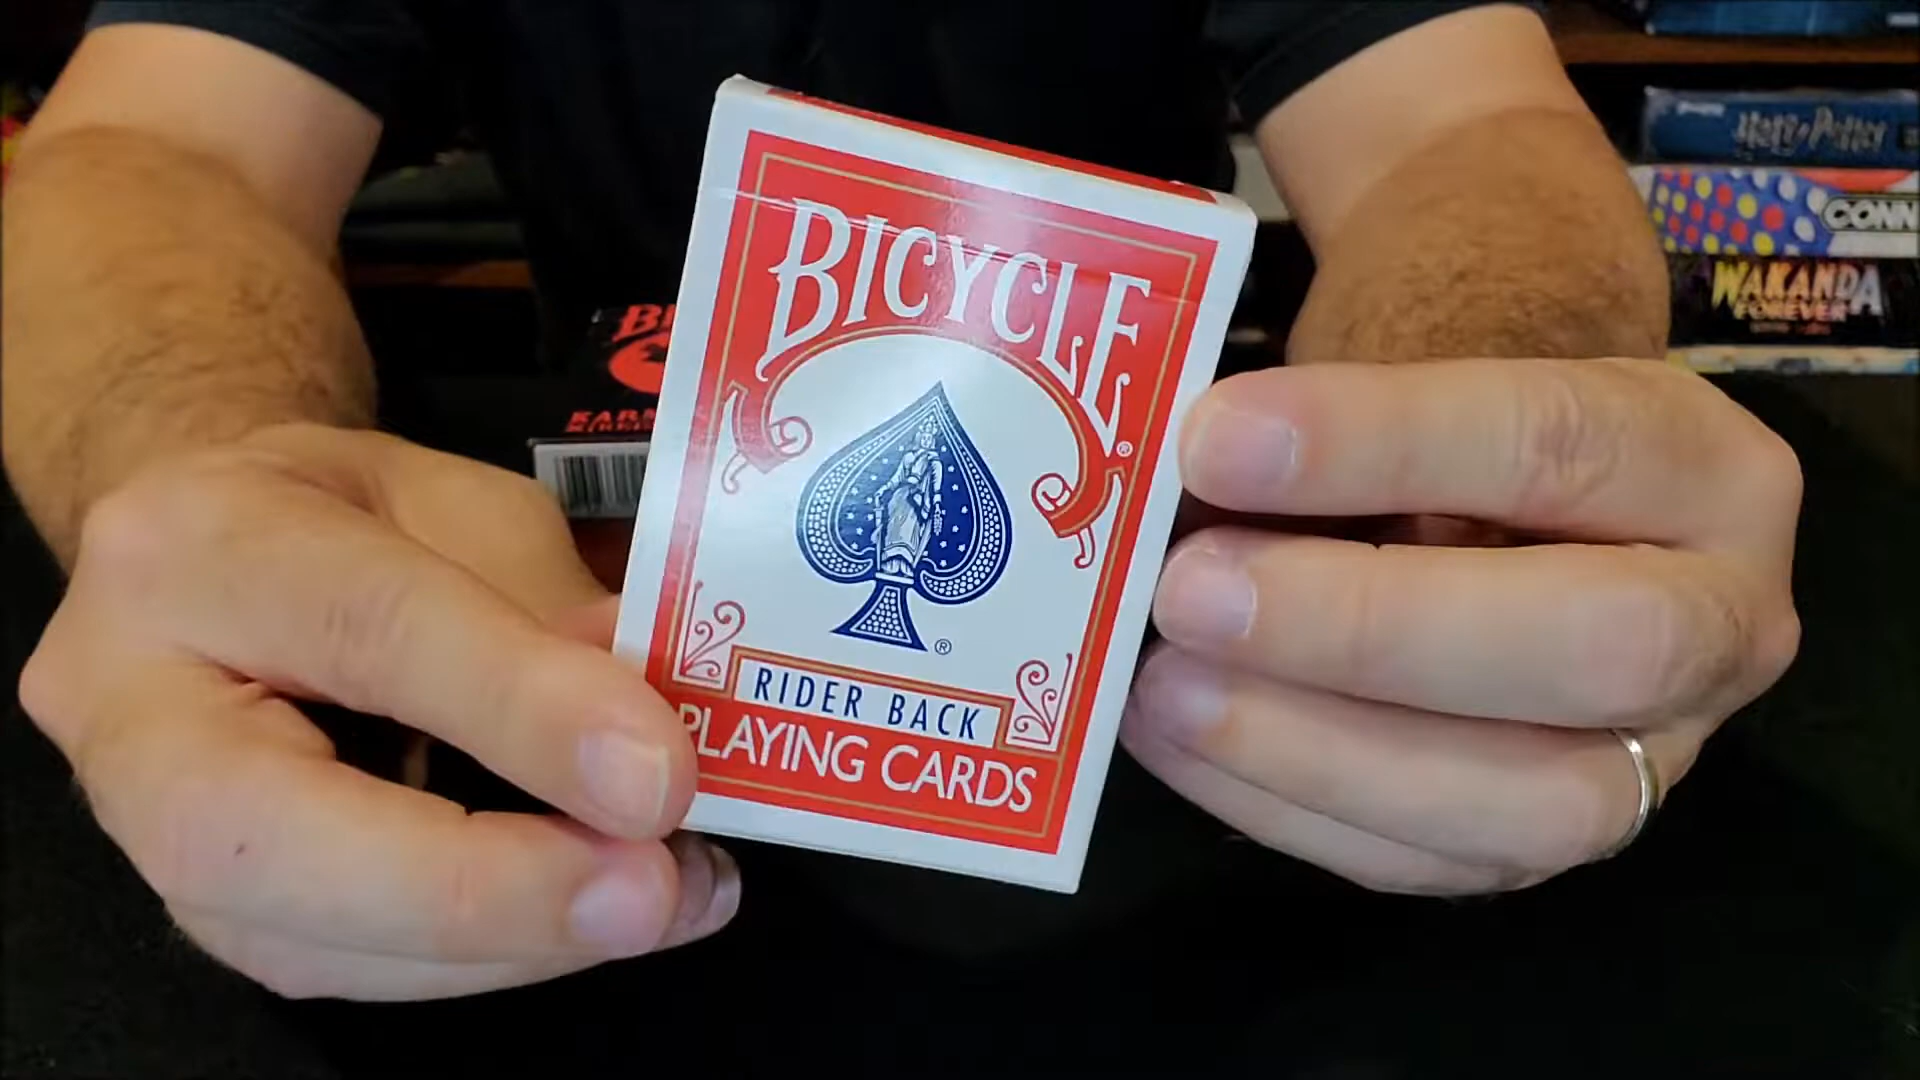 BICYCLE
®
®
RIDER BACK
PLAYING CARDS
Harry Potter
CONN
WAKANDA
FOREVER